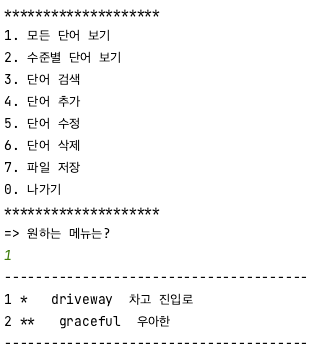 ********************
1. 모든 단어 보기
2. 수준별 단어 보기
3. 단어 검색
4. 단어 추가
5. 단어 수정
6. 단어 삭제
7. 파일 저장
0. 나가기
********************
=> 원하는 메뉴는?
1
---------------------------------------
1 *   driveway  차고 진입로
2 **   graceful  우아한
---------------------------------------